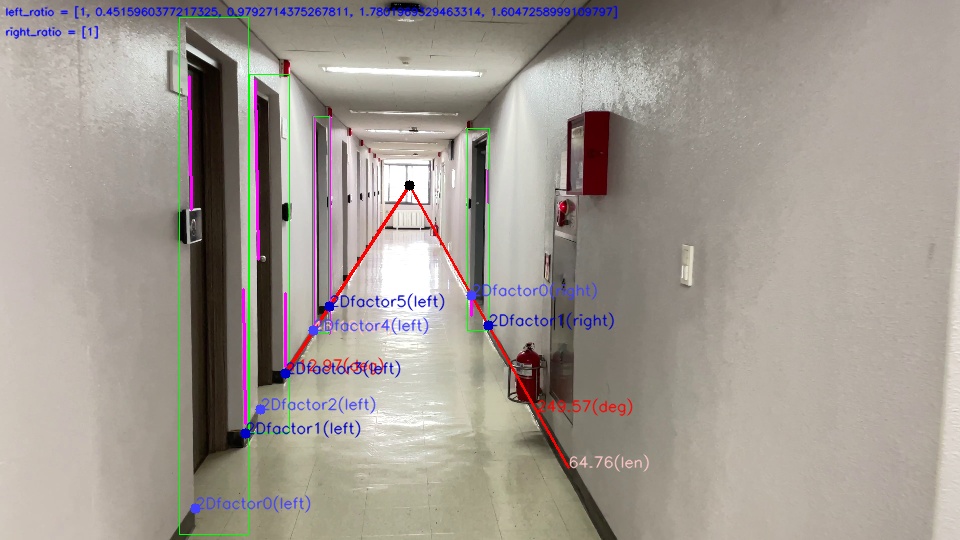 left_ratio = [1, 0.4515960377217325, 0.9792714375267811, 1.7861969329463314, 1.6047258999109797]
right_ratio = [1]
2Dfactor0(right)
2Dfactor5(left)
2Dfactor1(right)
2Dfactor4(left)
2Dfactor3(left)
2Dfactor2(left)
249.57(deg)
2Dfactor1(left)
64.76(len)
2Dfactor0(left)